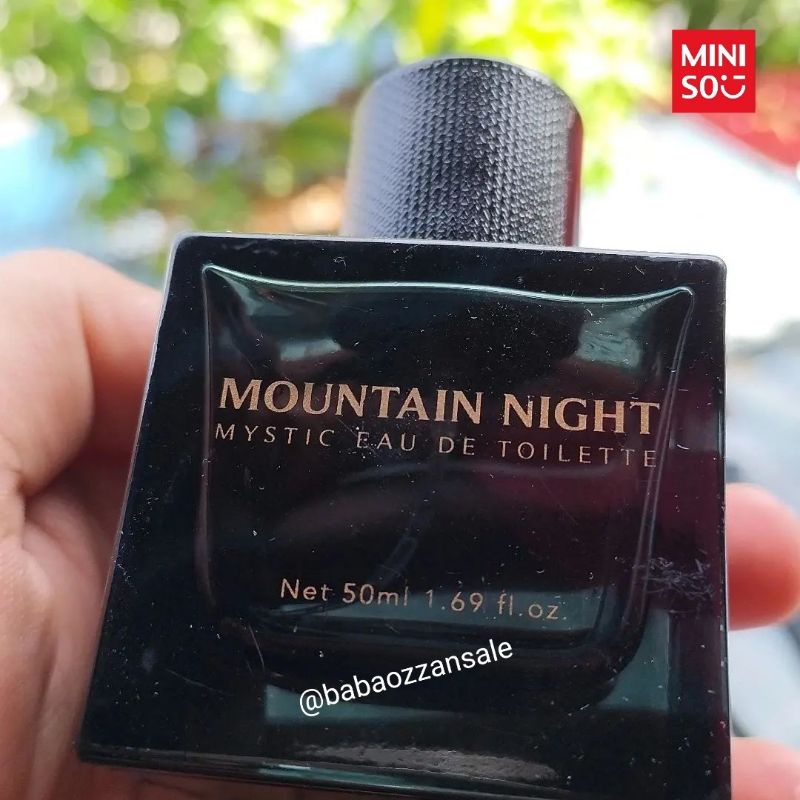 MINI
SO
MOUNTAIN NIGHT
MYSTIC EAU DE TOILETTE
Net 50ml 1.69 fl.oz.
@babaozzansale